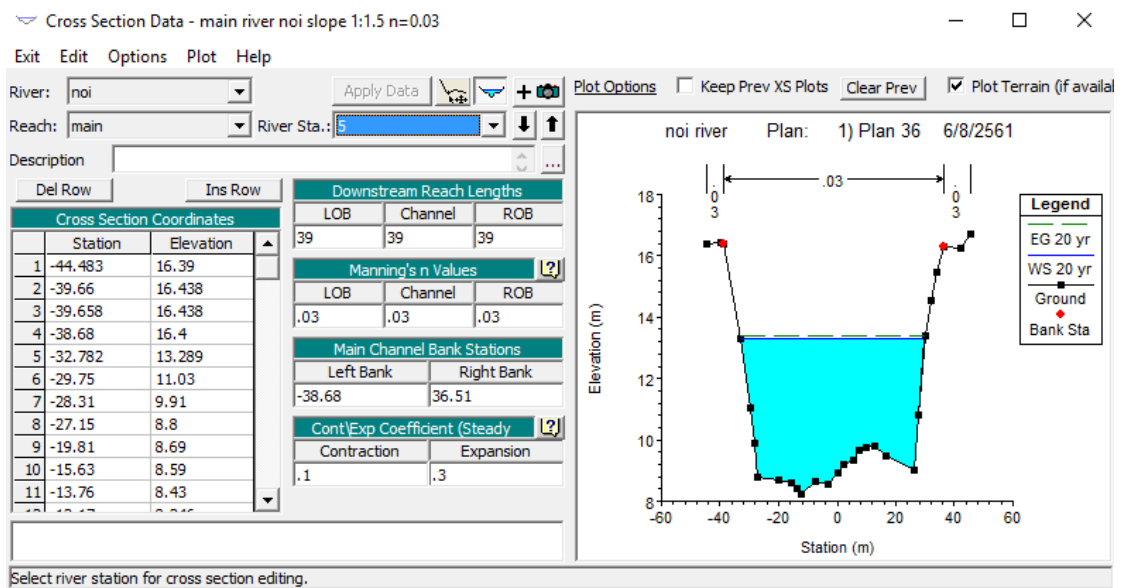 Cross Section Data - main river noi slope 1:1.5 n=0.03
Exit Edit Options Plot Help
River: noi Apply Data
Reach: main River Sta.: 5
Description ...
Del Row Ins Row
Cross Section Coordinates
Station Elevation
1 -44.483 16.39
2 -39.66 16.438
3 -39.658 16.438
4 -38.68 16.4
5 -32.782 13.289
6 -29.75 11.03
7 -28.31 9.91
8 -27.15 8.8
9 -19.81 8.69
10 -15.63 8.59
11 -13.76 8.43
Downstream Reach Lengths
LOB Channel ROB
39 39 39
Manning's n Values
LOB Channel ROB
.03 .03 .03
Main Channel Bank Stations
Left Bank Right Bank
-38.68 36.51
Cont\Exp Coefficient (Steady
Contraction Expansion
.1 .3
Plot Options Keep Prev XS Plots Clear Prev Plot Terrain (if availa
noi river Plan: 1) Plan 36 6/8/2561
.03 .03 .03
18
16
14
12
10
8
Elevation (m)
-60 -40 -20 0 20 40 60
Station (m)
Legend
EG 20 yr
WS 20 yr
Ground
Bank Sta
Select river station for cross section editing.